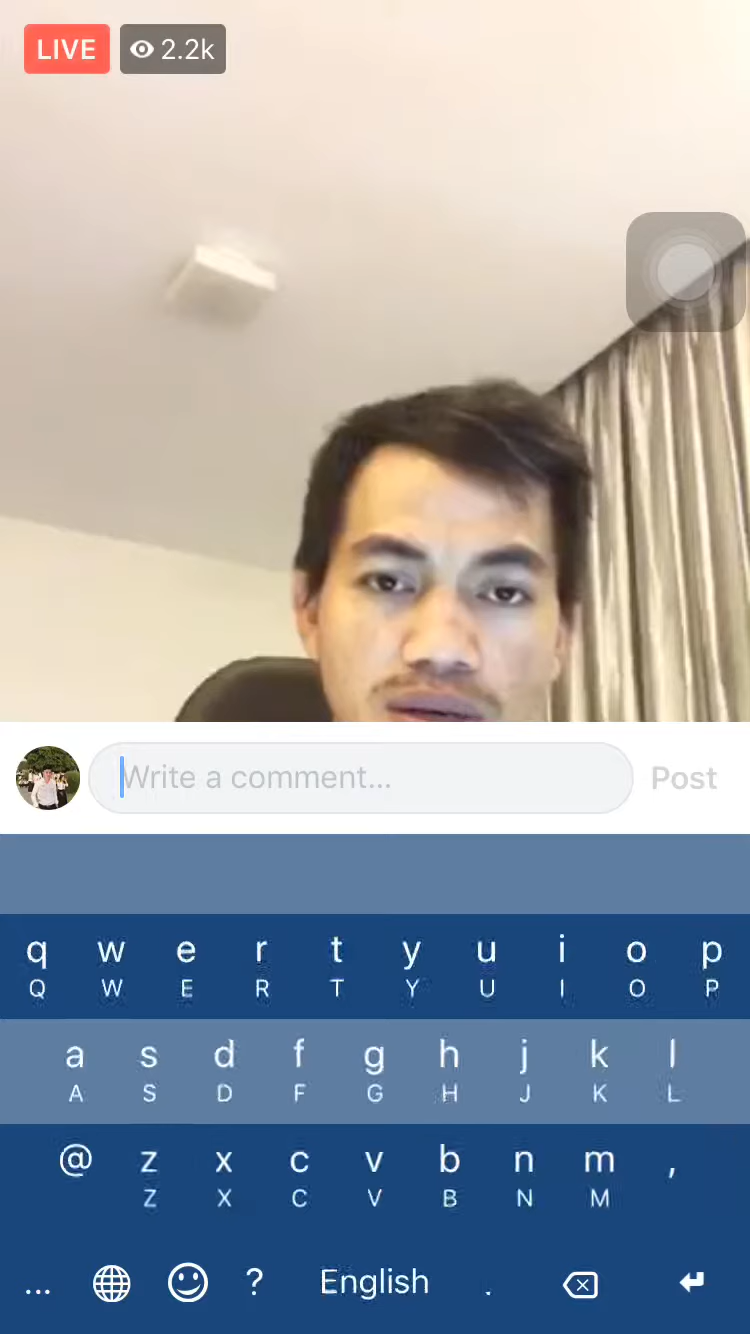 LIVE 2.2k
Write a comment... Post
q w e r t y u i o p
Q W E R T Y U I O P
a s d f g h j k l
A S D F G H J K L
@ z x c v b n m ,
Z X C V B N M
... ? English .